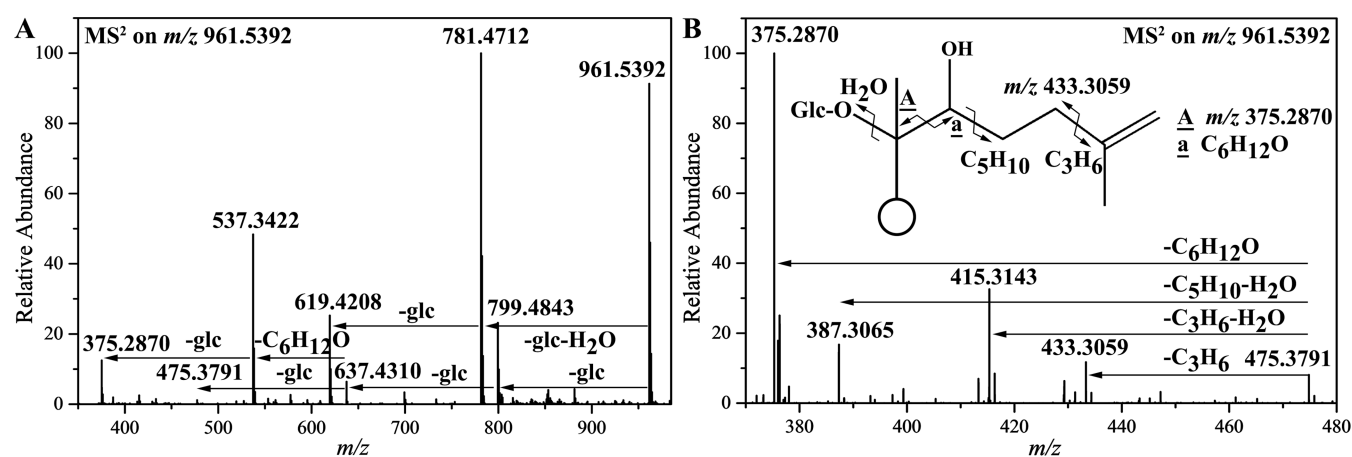 A
MS² on m/z 961.5392
781.4712
961.5392
537.3422
619.4208
-glc
799.4843
375.2870
-glc
-C₆H₁₂O
-glc-H₂O
475.3791
-glc
637.4310
-glc
-glc
Relative Abundance
100
80
60
40
20
0
400
500
600
700
800
900
m/z
B
375.2870
MS² on m/z 961.5392
OH
H₂O
A
m/z 433.3059
Glc-O
a
A m/z 375.2870
a C₆H₁₂O
C₅H₁₀
C₃H₆
-C₆H₁₂O
415.3143
-C₅H₁₀-H₂O
387.3065
-C₃H₆-H₂O
433.3059
-C₃H₆
475.3791
Relative Abundance
100
80
60
40
20
0
380
400
420
440
460
480
m/z